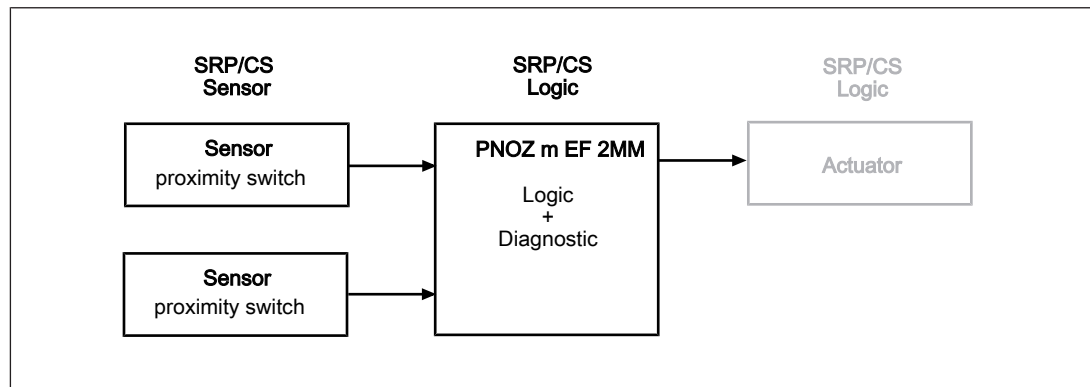 SRP/CS
Sensor
SRP/CS
Logic
SRP/CS
Logic
Sensor
proximity switch
PNOZ m EF 2MM
Logic
+
Diagnostic
Actuator
Sensor
proximity switch